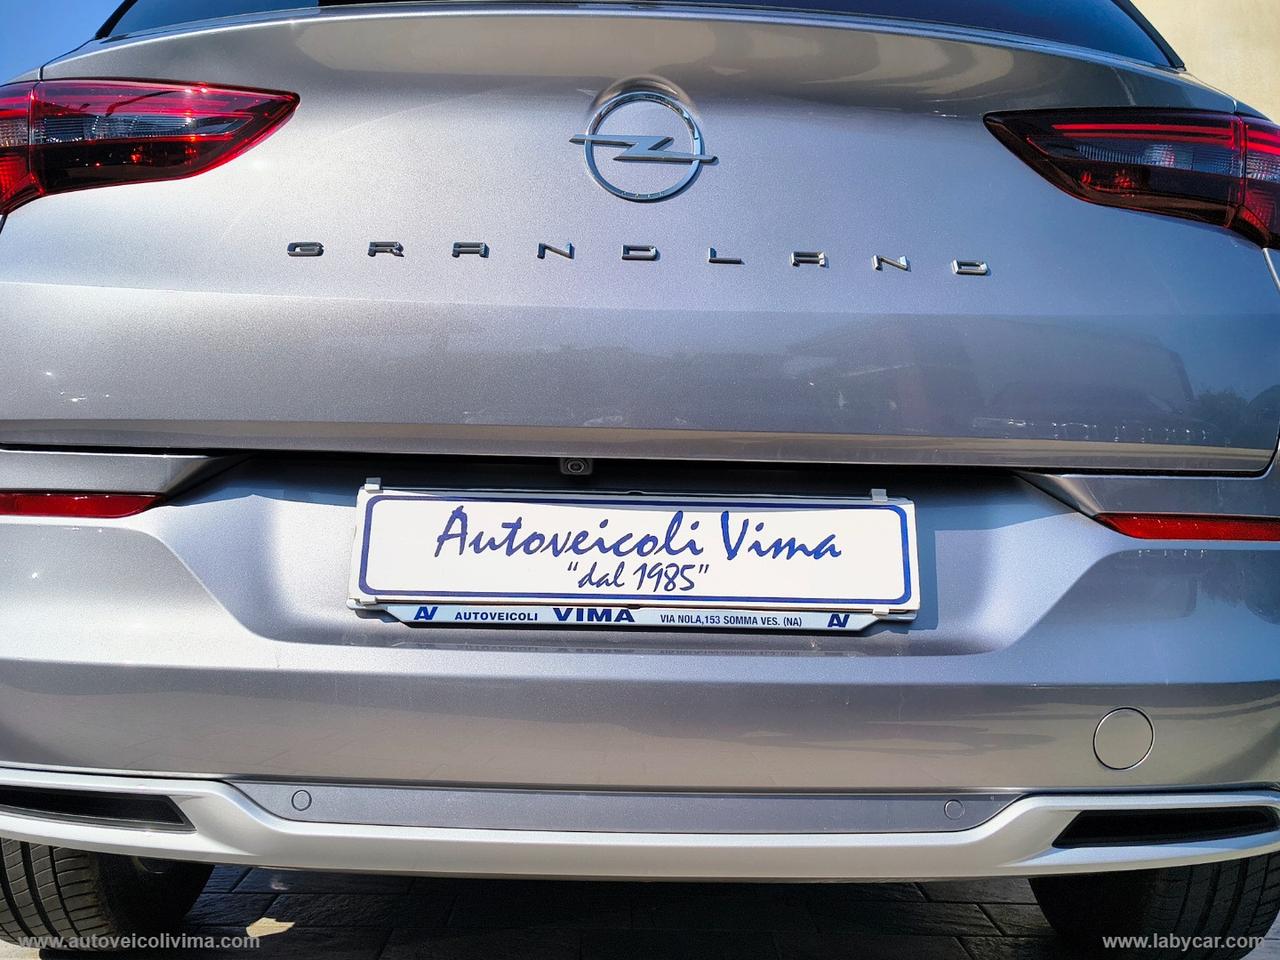 GRANDLAND
Autoveicoli Vima
"dal 1985"
AV AUTOVEICOLI VIMA VIA NOLA,153 SOMMA VES. (NA) AV
www.autoveicolivima.com
www.labycar.com